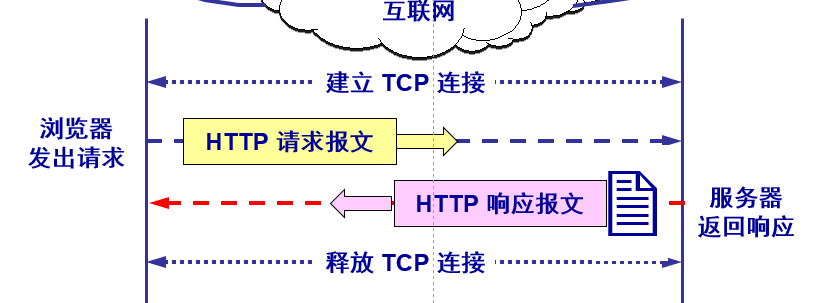 互联网
建立 TCP 连接
浏览器
发出请求
HTTP 请求报文
HTTP 响应报文
服务器
返回响应
释放 TCP 连接